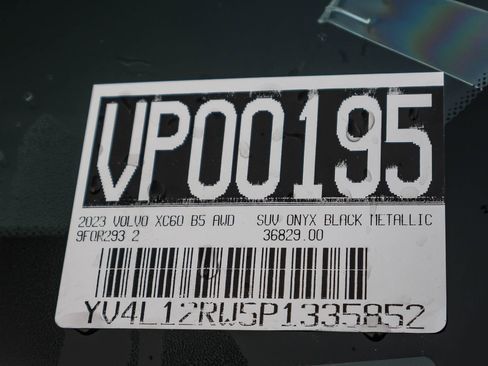 VP00195
2023 VOLVO XC60 B5 AWD SUV ONYX BLACK METALLIC
9FOR293 2 36829.00
YV4L12RW5P1335852